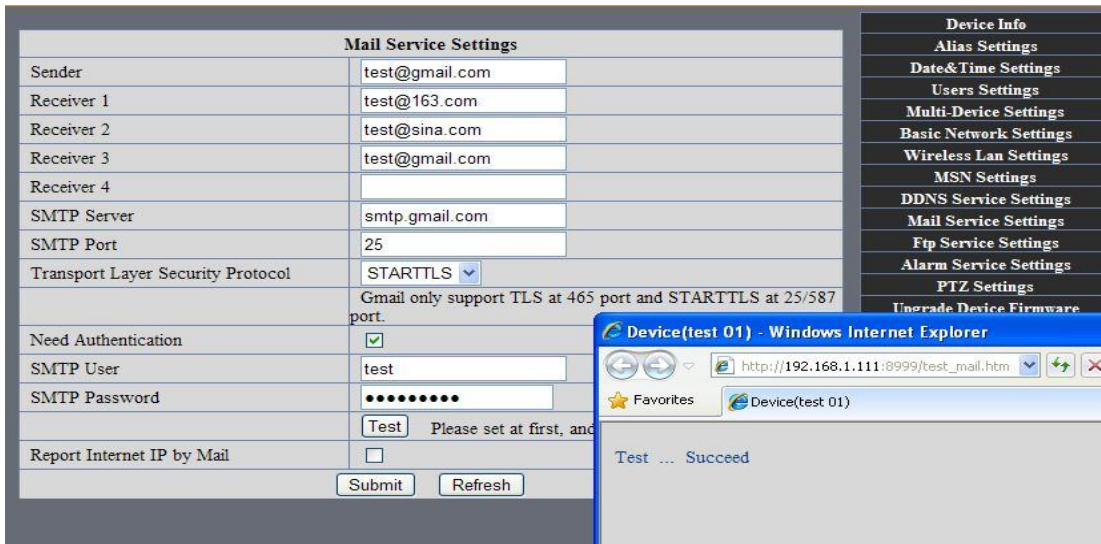 Mail Service Settings
Sender test@gmail.com
Receiver 1 test@163.com
Receiver 2 test@sina.com
Receiver 3 test@gmail.com
Receiver 4
SMTP Server smtp.gmail.com
SMTP Port 25
Transport Layer Security Protocol STARTTLS
Gmail only support TLS at 465 port and STARTTLS at 25/587
port.
Need Authentication
SMTP User test
SMTP Password •••••••••
Test Please set at first, and
Report Internet IP by Mail
Submit Refresh
Device Info
Alias Settings
Date&Time Settings
Users Settings
Multi-Device Settings
Basic Network Settings
Wireless Lan Settings
MSN Settings
DDNS Service Settings
Mail Service Settings
Ftp Service Settings
Alarm Service Settings
PTZ Settings
Upgrade Device Firmware
Device(test 01) - Windows Internet Explorer
http://192.168.1.111:8999/test_mail.htm
Favorites Device(test 01)
Test ... Succeed